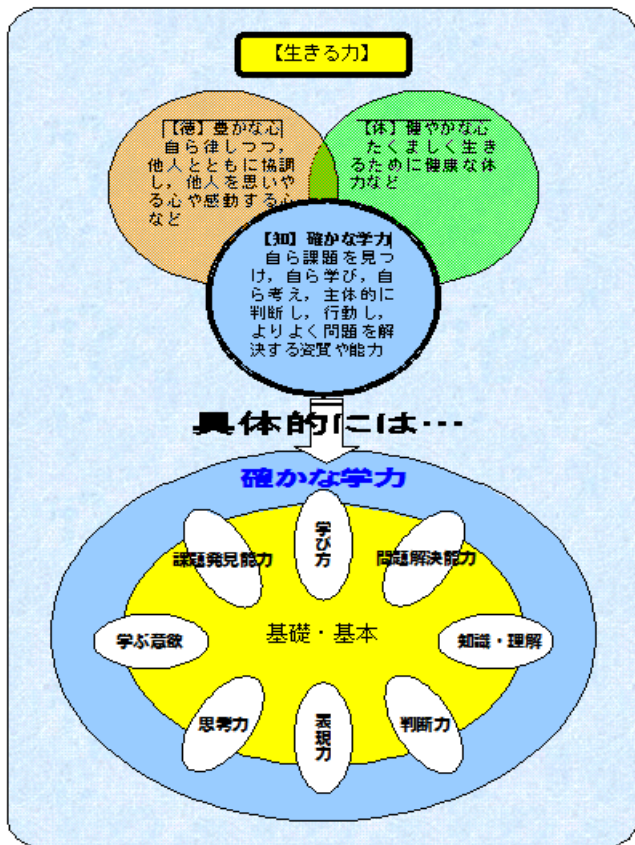 【生きる力】
【徳】豊かな心
自ら律しつつ，
他人とともに協調
し，他人を思いや
る心や感動する心
など
【体】健やかな心
たくましく生き
るために健康な体
力など
【知】確かな学力
自ら課題を見つ
け，自ら学び，自
ら考え，主体的に
判断し，行動し，
よりよく問題を解
決する資質や能力
具体的には…
確かな学力
学び方
課題発見能力
問題解決能力
学ぶ意欲
基礎・基本
知識・理解
思考力
表現力
判断力